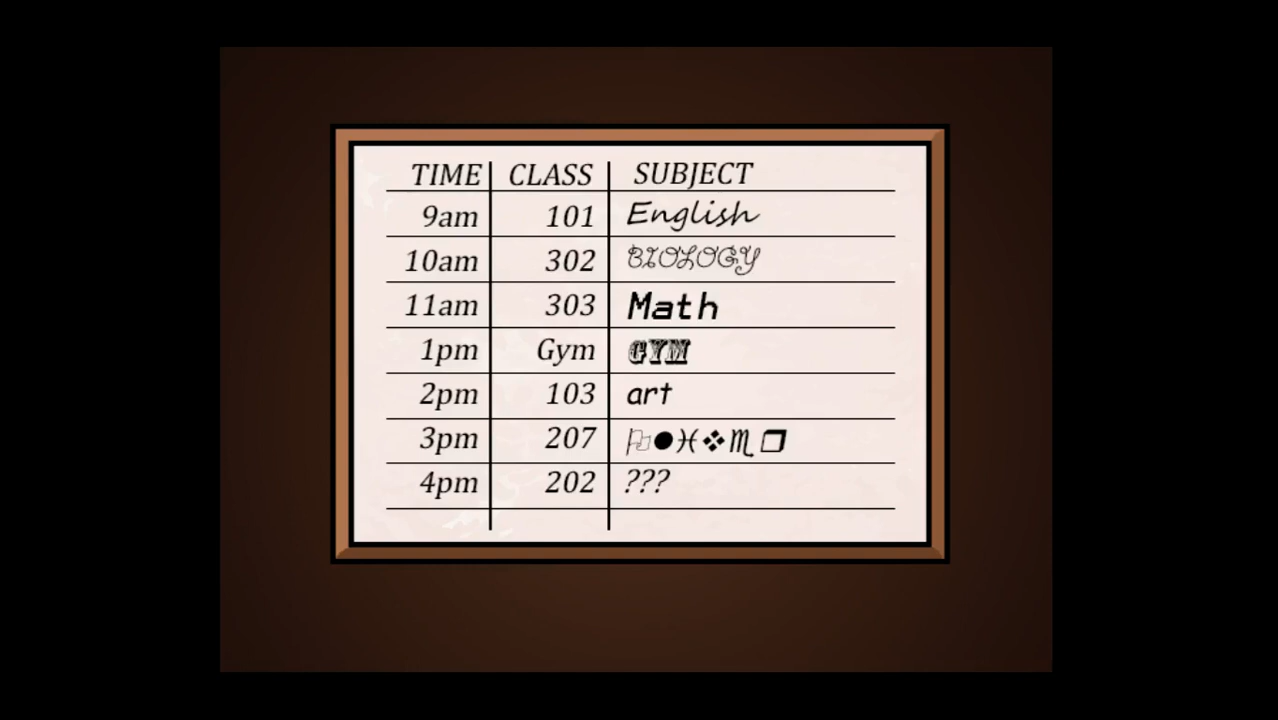 TIME CLASS SUBJECT
9am 101 English
10am 302 BIOLOGY
11am 303 Math
1pm Gym GYM
2pm 103 art
3pm 207
4pm 202 ???